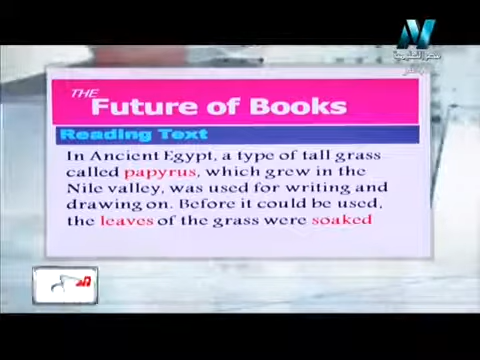 THE
Future of Books
Reading Text
In Ancient Egypt, a type of tall grass
called papyrus, which grew in the
Nile valley, was used for writing and
drawing on. Before it could be used,
the leaves of the grass were soaked